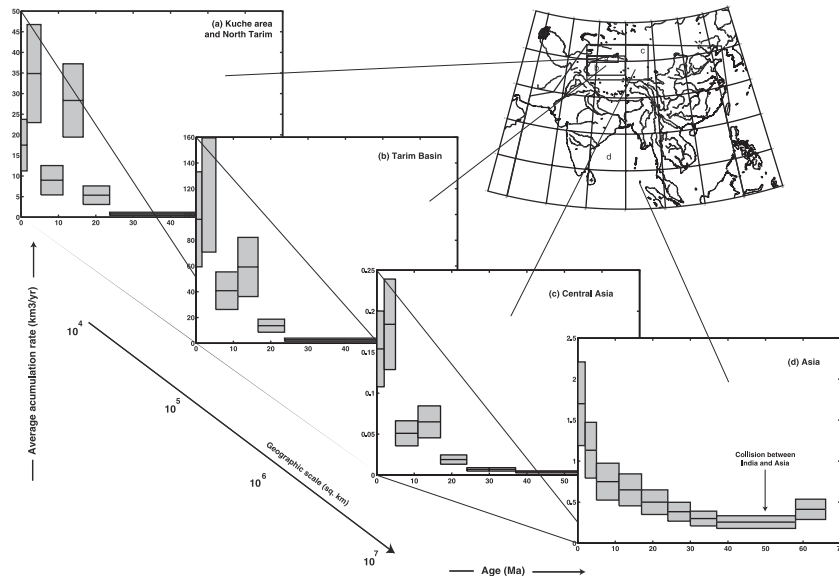 (a) Kuche area
and North Tarim
50
45
40
35
30
25
20
15
10
5
0
0 10 20 30 40
(b) Tarim Basin
160
140
120
100
80
60
40
20
0
0 10 20 30 40
(c) Central Asia
0.25
0.2
0.15
0.1
0.05
0
0 10 20 30 40 50
(d) Asia
2.5
2
1.5
1
0.5
0
0 10 20 30 40 50 60 70
Collision between
India and Asia
c
d
Average acumulation rate (km3/yr)
10^4
10^5
10^6
10^7
Geographic scale (sq. km)
Age (Ma)